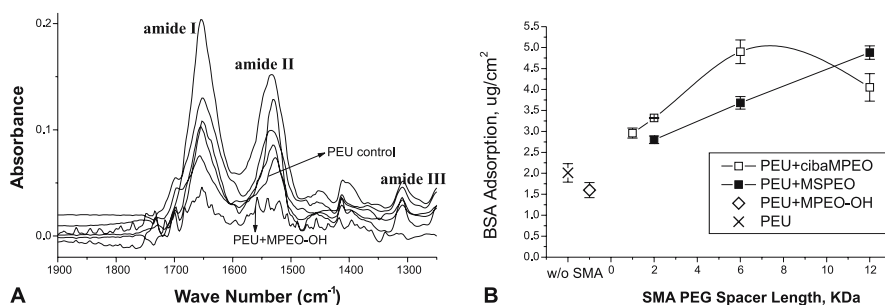 amide I
amide II
PEU control
amide III
PEU+MPEO-OH
Absorbance
0.2
0.1
0.0
1900
1800
1700
1600
1500
1400
1300
Wave Number (cm⁻¹)
A
BSA Adsorption, ug/cm²
5.5
5.0
4.5
4.0
3.5
3.0
2.5
2.0
1.5
1.0
0.5
0.0
PEU+cibaMPEO
PEU+MSPEO
PEU+MPEO-OH
PEU
w/o SMA
0
2
4
6
8
10
12
SMA PEG Spacer Length, KDa
B